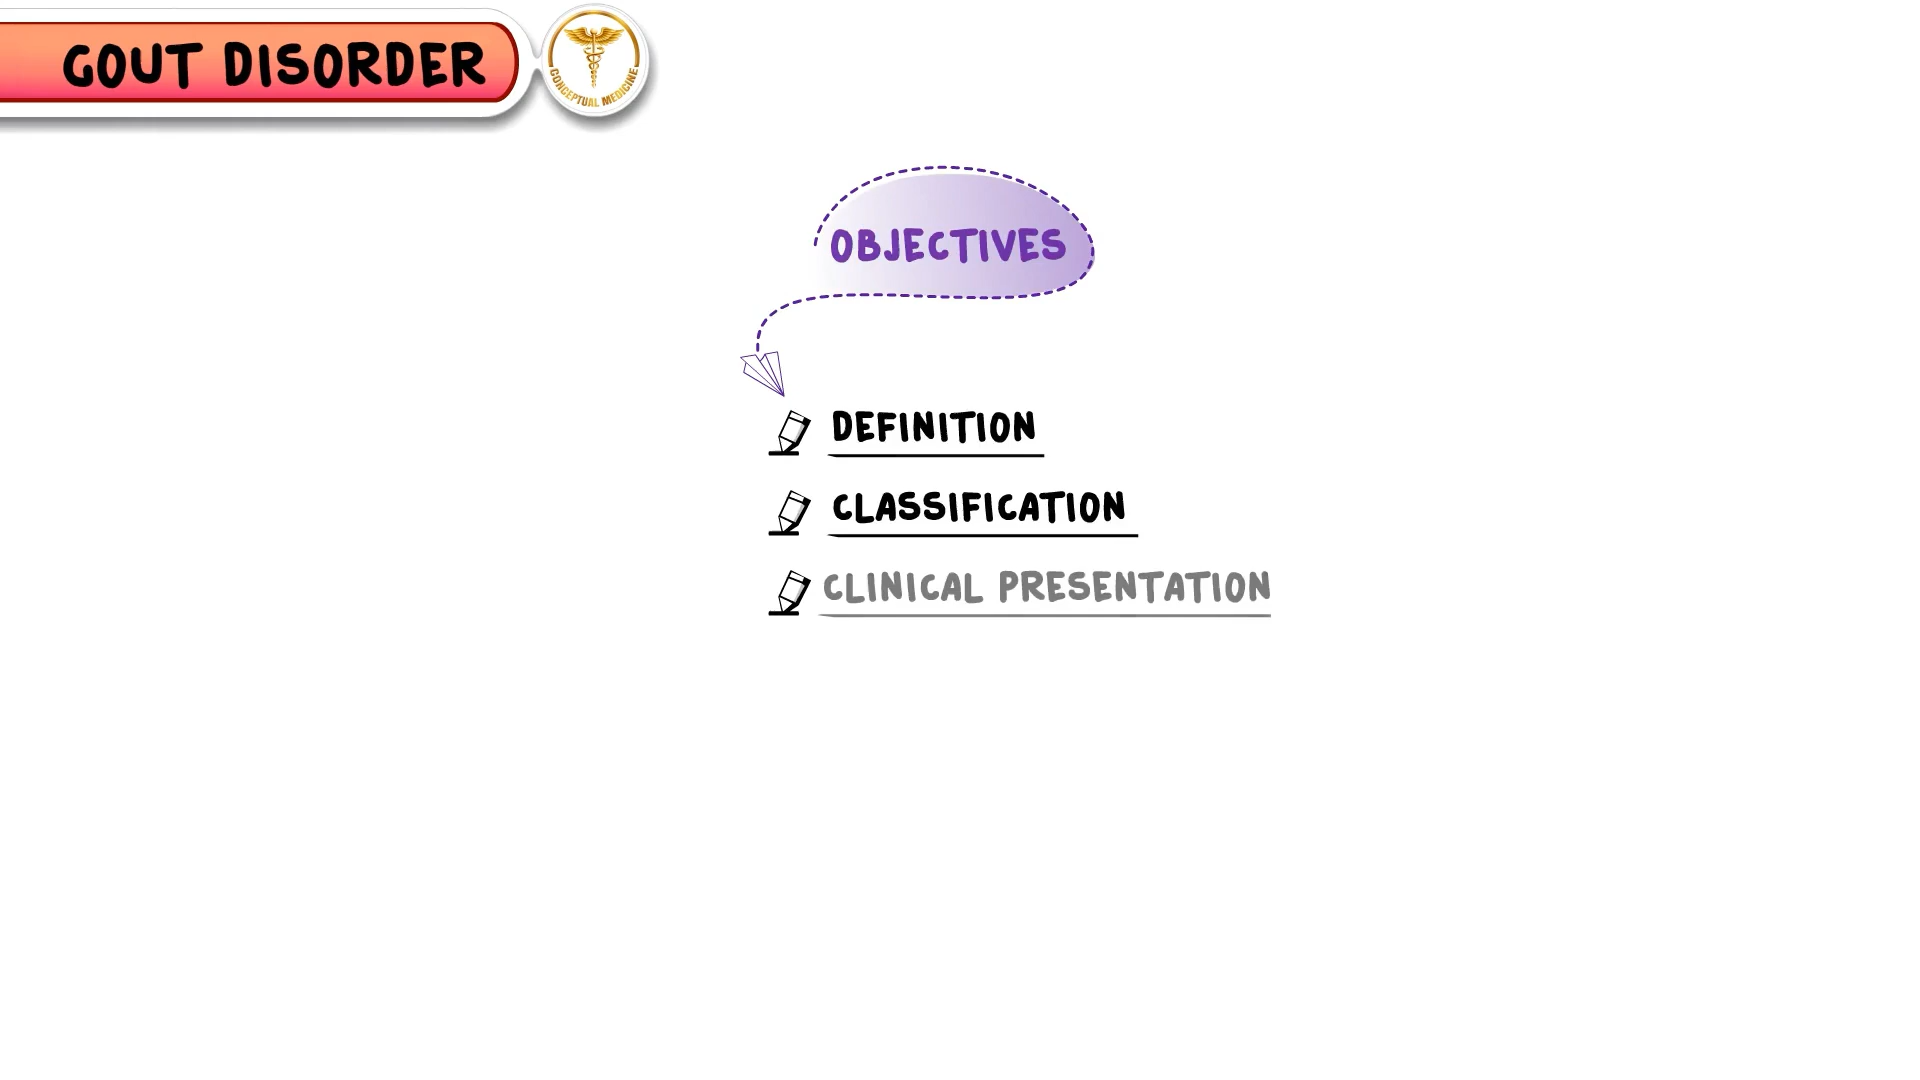 GOUT DISORDER
CONCEPTUAL MEDICINE
OBJECTIVES
DEFINITION
CLASSIFICATION
CLINICAL PRESENTATION